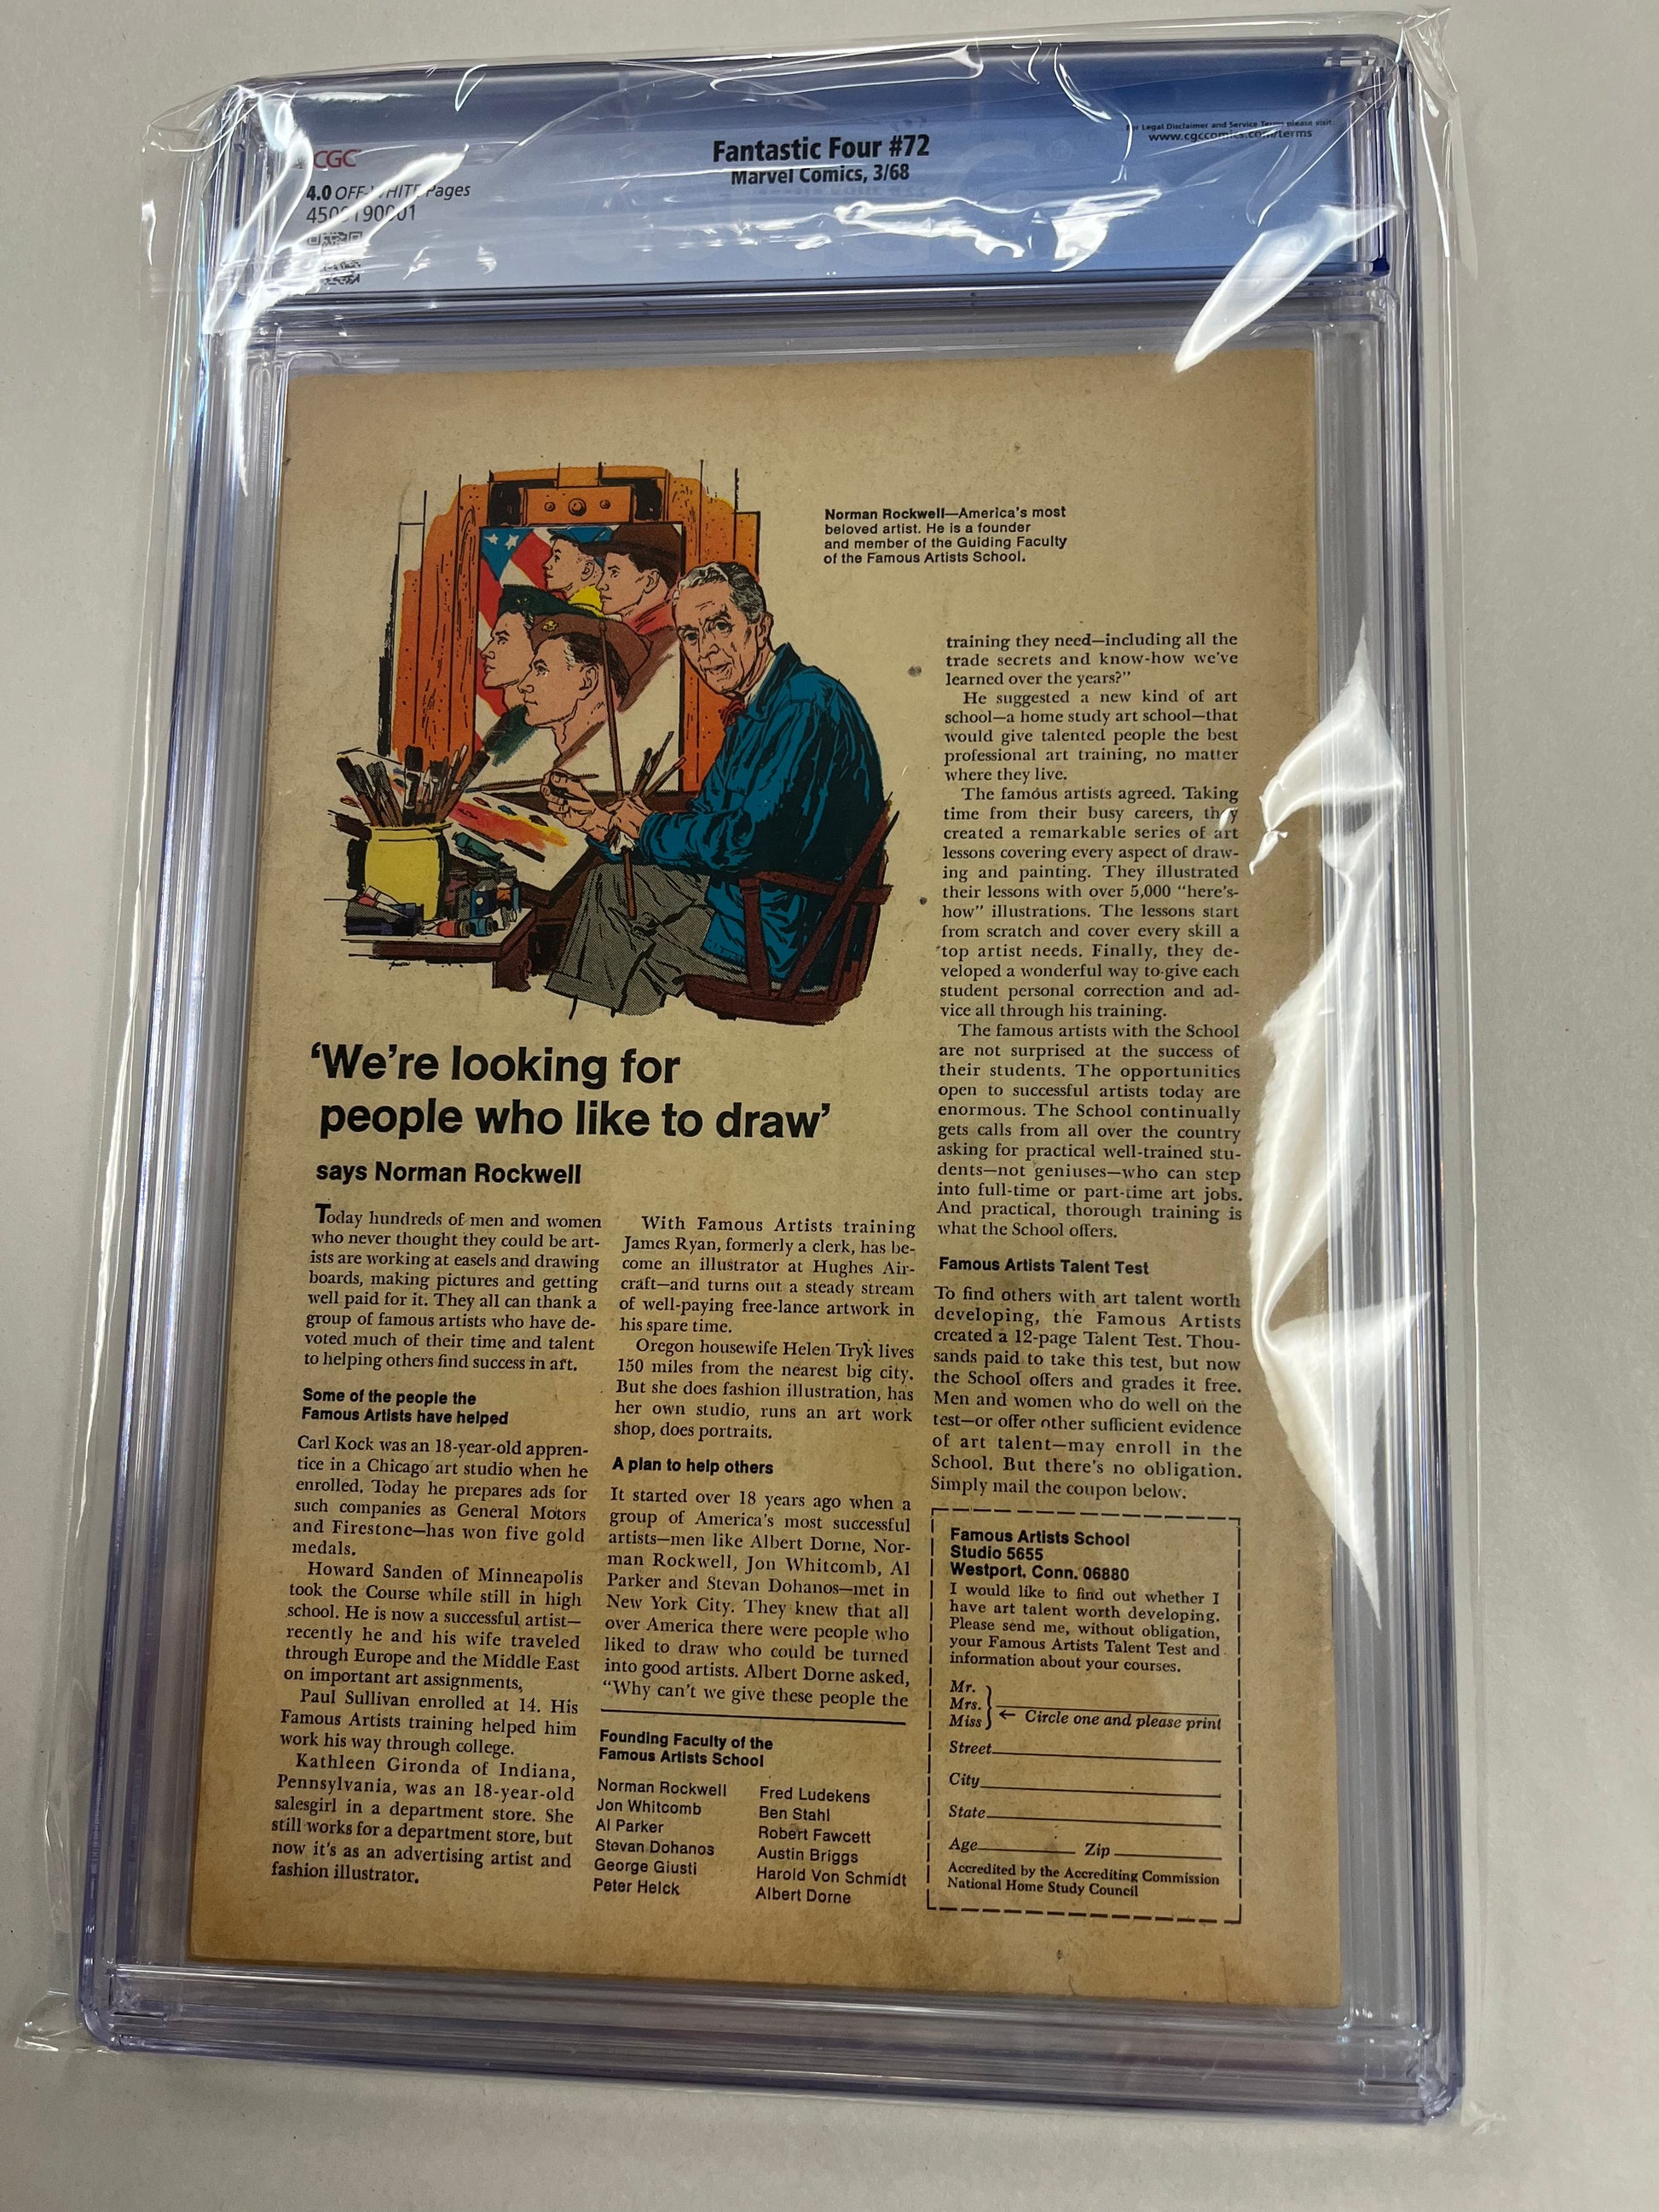 CGC
Fantastic Four #72
Marvel Comics, 3/68
For Legal Disclaimer and Service Terms please visit:
www.cgccomics.com/terms
4.0 OFF-WHITE Pages
Norman Rockwell—America's most
beloved artist. He is a founder
and member of the Guiding Faculty
of the Famous Artists School.
'We're looking for
people who like to draw'
says Norman Rockwell
Today hundreds of men and women
who never thought they could be art-
ists are working at easels and drawing
boards, making pictures and getting
well paid for it. They all can thank a
group of famous artists who have de-
voted much of their time and talent
to helping others find success in art.
Some of the people the
Famous Artists have helped
Carl Kock was an 18-year-old appren-
tice in a Chicago art studio when he
enrolled. Today he prepares ads for
such companies as General Motors
and Firestone—has won five gold
medals.
Howard Sanden of Minneapolis
took the Course while still in high
school. He is now a successful artist—
recently he and his wife traveled
through Europe and the Middle East
on important art assignments,
Paul Sullivan enrolled at 14. His
Famous Artists training helped him
work his way through college.
Kathleen Gironda of Indiana,
Pennsylvania, was an 18-year-old
salesgirl in a department store. She
still works for a department store, but
now it's as an advertising artist and
fashion illustrator.
With Famous Artists training
James Ryan, formerly a clerk, has be-
come an illustrator at Hughes Air-
craft—and turns out a steady stream
of well-paying free-lance artwork in
his spare time.
Oregon housewife Helen Tryk lives
150 miles from the nearest big city.
But she does fashion illustration, has
her own studio, runs an art work
shop, does portraits.
A plan to help others
It started over 18 years ago when a
group of America's most successful
artists—men like Albert Dorne, Nor-
man Rockwell, Jon Whitcomb, Al
Parker and Stevan Dohanos—met in
New York City. They knew that all
over America there were people who
liked to draw who could be turned
into good artists. Albert Dorne asked,
"Why can't we give these people the
Founding Faculty of the
Famous Artists School
Norman Rockwell
Jon Whitcomb
Al Parker
Stevan Dohanos
George Giusti
Peter Helck
Fred Ludekens
Ben Stahl
Robert Fawcett
Austin Briggs
Harold Von Schmidt
Albert Dorne
training they need—including all the
trade secrets and know-how we've
learned over the years?"
He suggested a new kind of art
school—a home study art school—that
would give talented people the best
professional art training, no matter
where they live.
The famous artists agreed. Taking
time from their busy careers, they
created a remarkable series of art
lessons covering every aspect of draw-
ing and painting. They illustrated
their lessons with over 5,000 "here's-
how" illustrations. The lessons start
from scratch and cover every skill a
top artist needs. Finally, they de-
veloped a wonderful way to give each
student personal correction and ad-
vice all through his training.
The famous artists with the School
are not surprised at the success of
their students. The opportunities
open to successful artists today are
enormous. The School continually
gets calls from all over the country
asking for practical well-trained stu-
dents—not geniuses—who can step
into full-time or part-time art jobs.
And practical, thorough training is
what the School offers.
Famous Artists Talent Test
To find others with art talent worth
developing, the Famous Artists
created a 12-page Talent Test. Thou-
sands paid to take this test, but now
the School offers and grades it free.
Men and women who do well on the
test—or offer other sufficient evidence
of art talent—may enroll in the
School. But there's no obligation.
Simply mail the coupon below.
Famous Artists School
Studio 5655
Westport, Conn. 06880
I would like to find out whether I
have art talent worth developing.
Please send me, without obligation,
your Famous Artists Talent Test and
information about your courses.
Mr.
Mrs.
Miss
← Circle one and please print
Street
City
State
Age Zip
Accredited by the Accrediting Commission
National Home Study Council